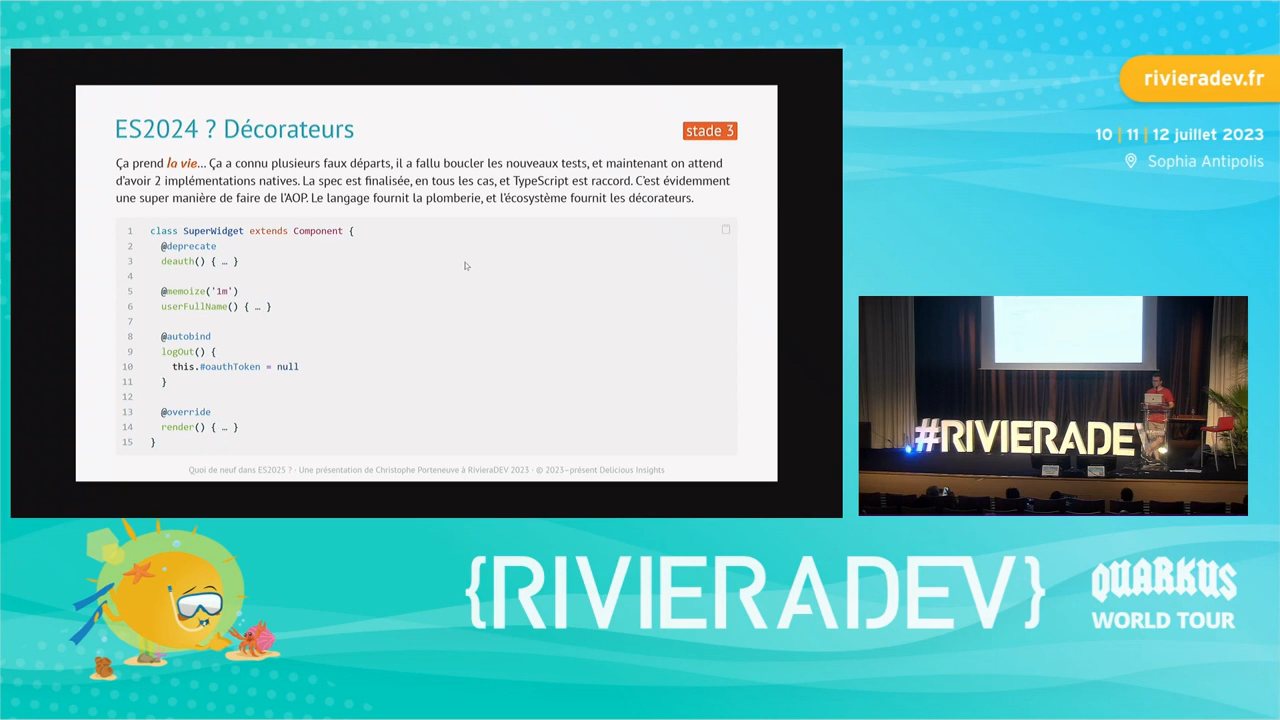 rivieradev.fr
10 | 11 | 12 juillet 2023
Sophia Antipolis
ES2024 ? Décorateurs
stade 3
Ça prend la vie… Ça a connu plusieurs faux départs, il a fallu boucler les nouveaux tests, et maintenant on attend
d’avoir 2 implémentations natives. La spec est finalisée, en tous les cas, et TypeScript est raccord. C’est évidemment
une super manière de faire de l’AOP. Le langage fournit la plomberie, et l’écosystème fournit les décorateurs.
1 class SuperWidget extends Component {
2 @deprecate
3 deauth() { … }
4
5 @memoize('1m')
6 userFullName() { … }
7
8 @autobind
9 logOut() {
10 this.#oauthToken = null
11 }
12
13 @override
14 render() { … }
15 }
Quoi de neuf dans ES2025 ? · Une présentation de Christophe Porteneuve à RivieraDEV 2023 · © 2023–présent Delicious Insights
#RIVIERADE
{RIVIERADEV}
QUARKUS
WORLD TOUR